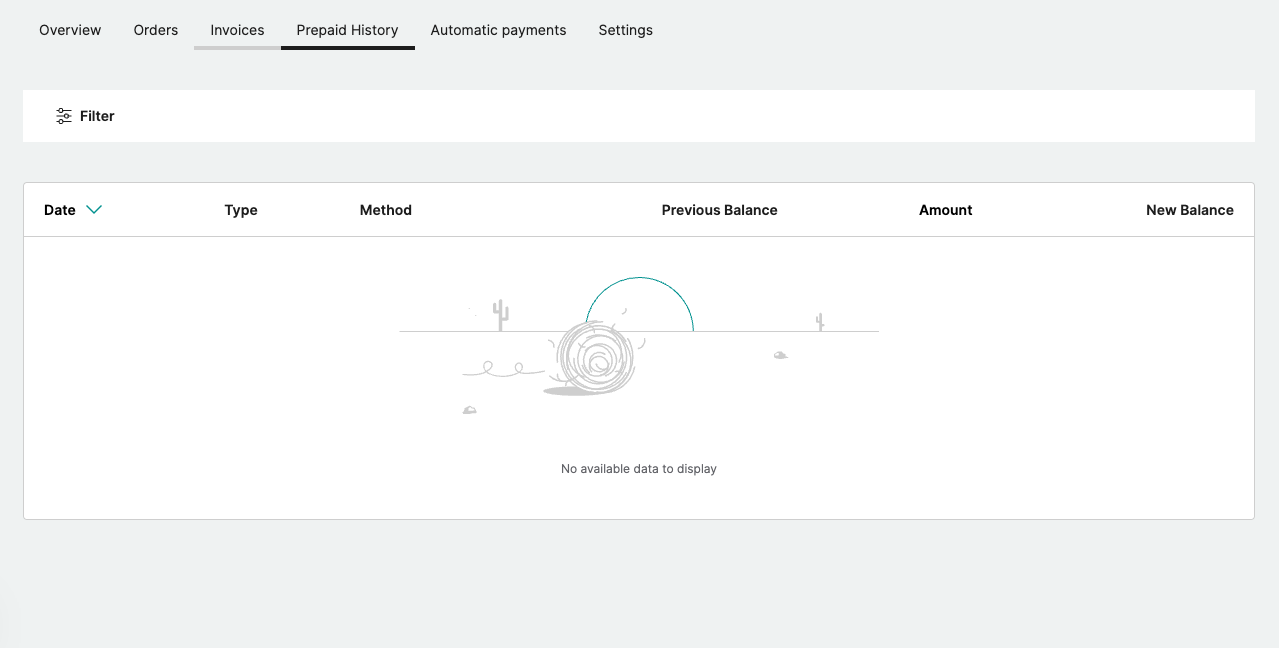 Overview Orders Invoices Prepaid History Automatic payments Settings
Filter
Date Type Method Previous Balance Amount New Balance
No available data to display